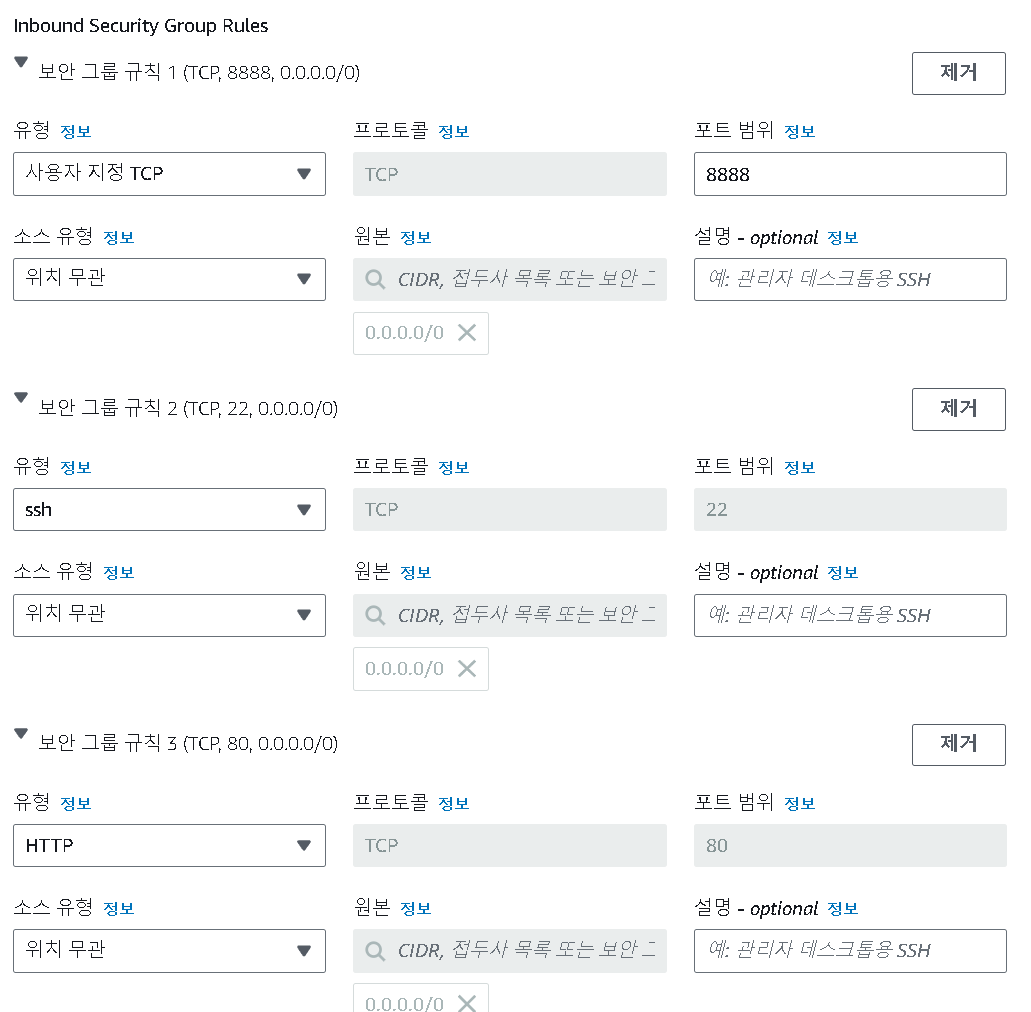 Inbound Security Group Rules
보안 그룹 규칙 1 (TCP, 8888, 0.0.0.0/0)
제거
유형 정보
프로토콜 정보
포트 범위 정보
사용자 지정 TCP
TCP
8888
소스 유형 정보
원본 정보
설명 - optional 정보
위치 무관
CIDR, 접두사 목록 또는 보안
예: 관리자 데스크톱용 SSH
0.0.0.0/0
보안 그룹 규칙 2 (TCP, 22, 0.0.0.0/0)
제거
유형 정보
프로토콜 정보
포트 범위 정보
ssh
TCP
22
소스 유형 정보
원본 정보
설명 - optional 정보
위치 무관
CIDR, 접두사 목록 또는 보안
예: 관리자 데스크톱용 SSH
0.0.0.0/0
보안 그룹 규칙 3 (TCP, 80, 0.0.0.0/0)
제거
유형 정보
프로토콜 정보
포트 범위 정보
HTTP
TCP
80
소스 유형 정보
원본 정보
설명 - optional 정보
위치 무관
CIDR, 접두사 목록 또는 보안
예: 관리자 데스크톱용 SSH
0.0.0.0/0